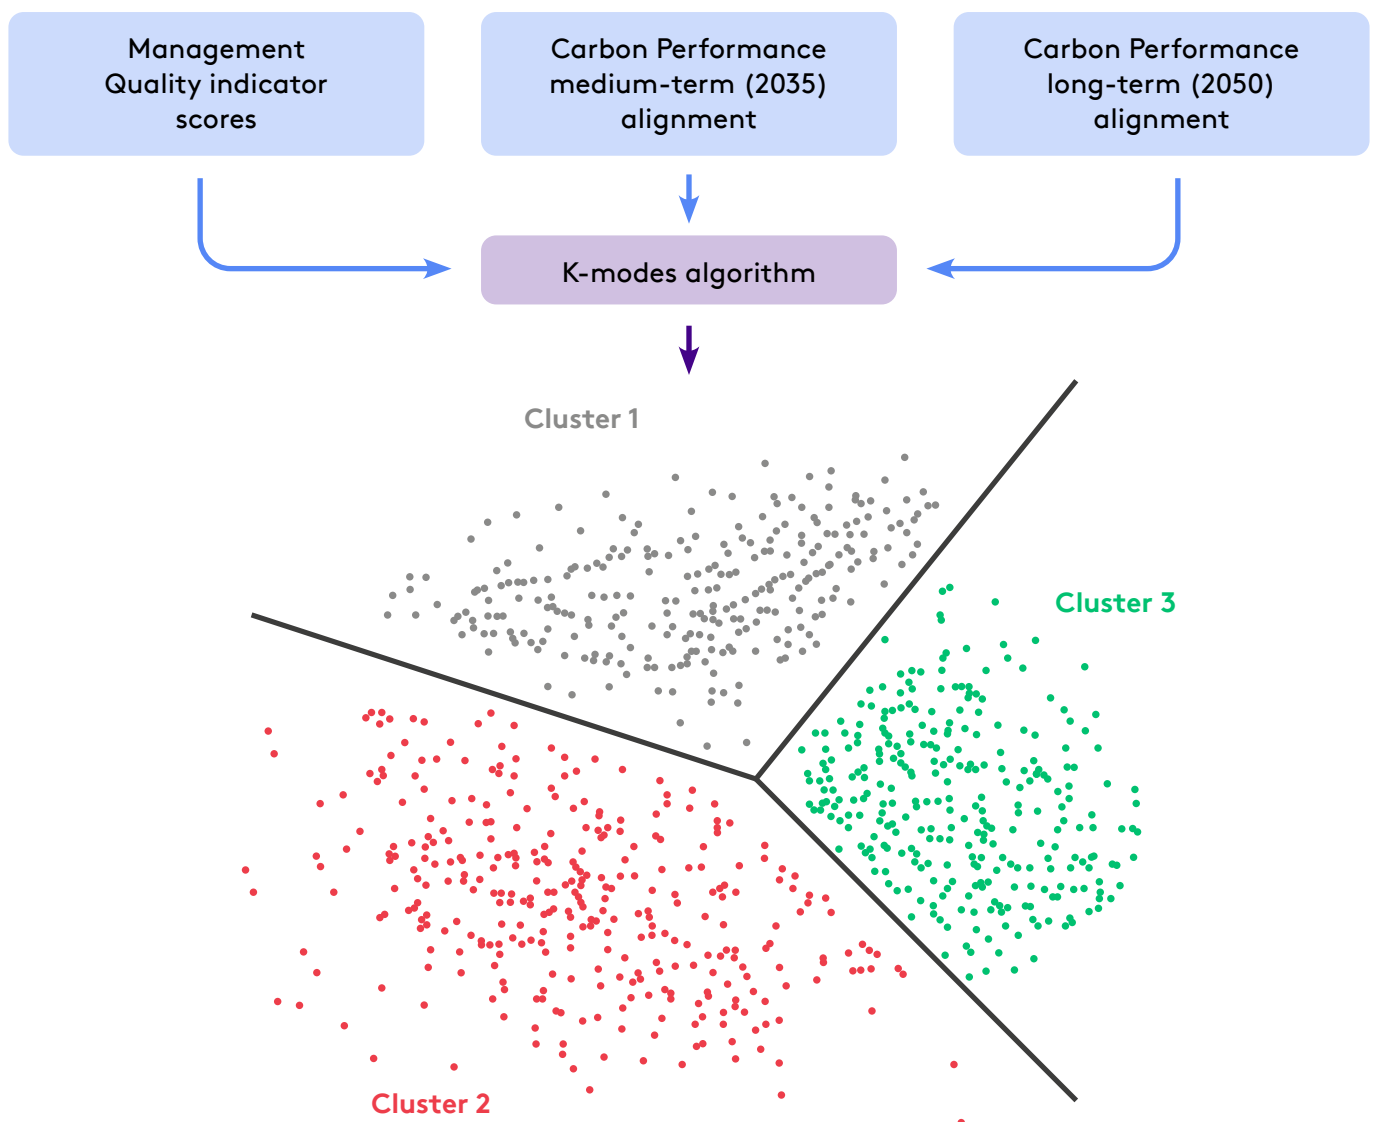 Management
Quality indicator
scores
Carbon Performance
medium-term (2035)
alignment
Carbon Performance
long-term (2050)
alignment
K-modes algorithm
Cluster 1
Cluster 3
Cluster 2